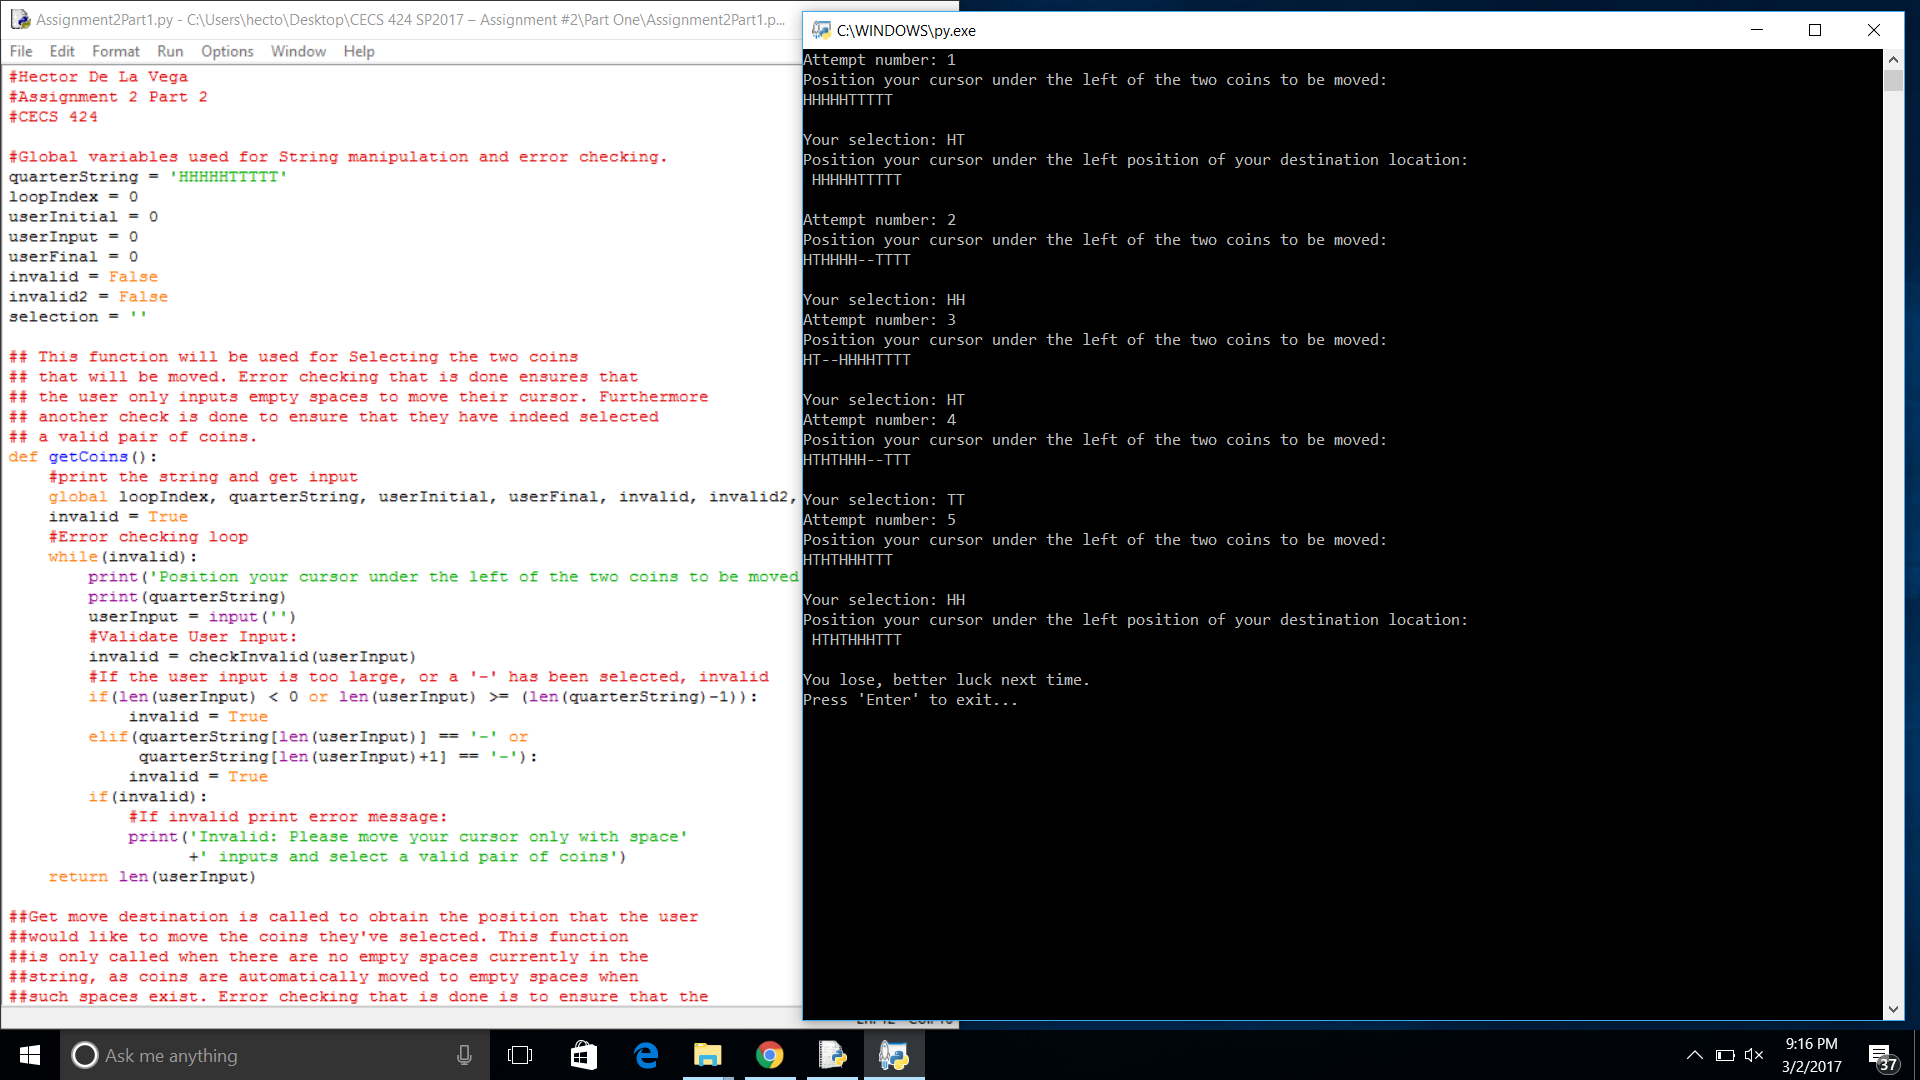 Assignment2Part1.py - C:\Users\hecto\Desktop\CECS 424 SP2017 – Assignment #2\Part One\Assignment2Part1.p...
File Edit Format Run Options Window Help
#Hector De La Vega
#Assignment 2 Part 2
#CECS 424
#Global variables used for String manipulation and error checking.
quarterString = 'HHHHHTTTTT'
loopIndex = 0
userInitial = 0
userInput = 0
userFinal = 0
invalid = False
invalid2 = False
selection = ''
## This function will be used for Selecting the two coins
## that will be moved. Error checking that is done ensures that
## the user only inputs empty spaces to move their cursor. Furthermore
## another check is done to ensure that they have indeed selected
## a valid pair of coins.
def getCoins():
    #print the string and get input
    global loopIndex, quarterString, userInitial, userFinal, invalid, invalid2,
    invalid = True
    #Error checking loop
    while(invalid):
        print('Position your cursor under the left of the two coins to be moved
        print(quarterString)
        userInput = input('')
        #Validate User Input:
        invalid = checkInvalid(userInput)
        #If the user input is too large, or a '-' has been selected, invalid
        if(len(userInput) < 0 or len(userInput) >= (len(quarterString)-1)):
            invalid = True
        elif(quarterString[len(userInput)] == '-' or
             quarterString[len(userInput)+1] == '-'):
            invalid = True
        if(invalid):
            #If invalid print error message:
            print('Invalid: Please move your cursor only with space'
                  +' inputs and select a valid pair of coins')
    return len(userInput)
##Get move destination is called to obtain the position that the user
##would like to move the coins they've selected. This function
##is only called when there are no empty spaces currently in the
##string, as coins are automatically moved to empty spaces when
##such spaces exist. Error checking that is done is to ensure that the
C:\WINDOWS\py.exe
Attempt number: 1
Position your cursor under the left of the two coins to be moved:
HHHHHTTTTT
Your selection: HT
Position your cursor under the left position of your destination location:
 HHHHHTTTTT
Attempt number: 2
Position your cursor under the left of the two coins to be moved:
HTHHHH--TTTT
Your selection: HH
Attempt number: 3
Position your cursor under the left of the two coins to be moved:
HT--HHHHTTTT
Your selection: HT
Attempt number: 4
Position your cursor under the left of the two coins to be moved:
HTHTHHH--TTT
Your selection: TT
Attempt number: 5
Position your cursor under the left of the two coins to be moved:
HTHTHHHTTT
Your selection: HH
Position your cursor under the left position of your destination location:
 HTHTHHHTTT
You lose, better luck next time.
Press 'Enter' to exit...
Ask me anything
9:16 PM
3/2/2017
37